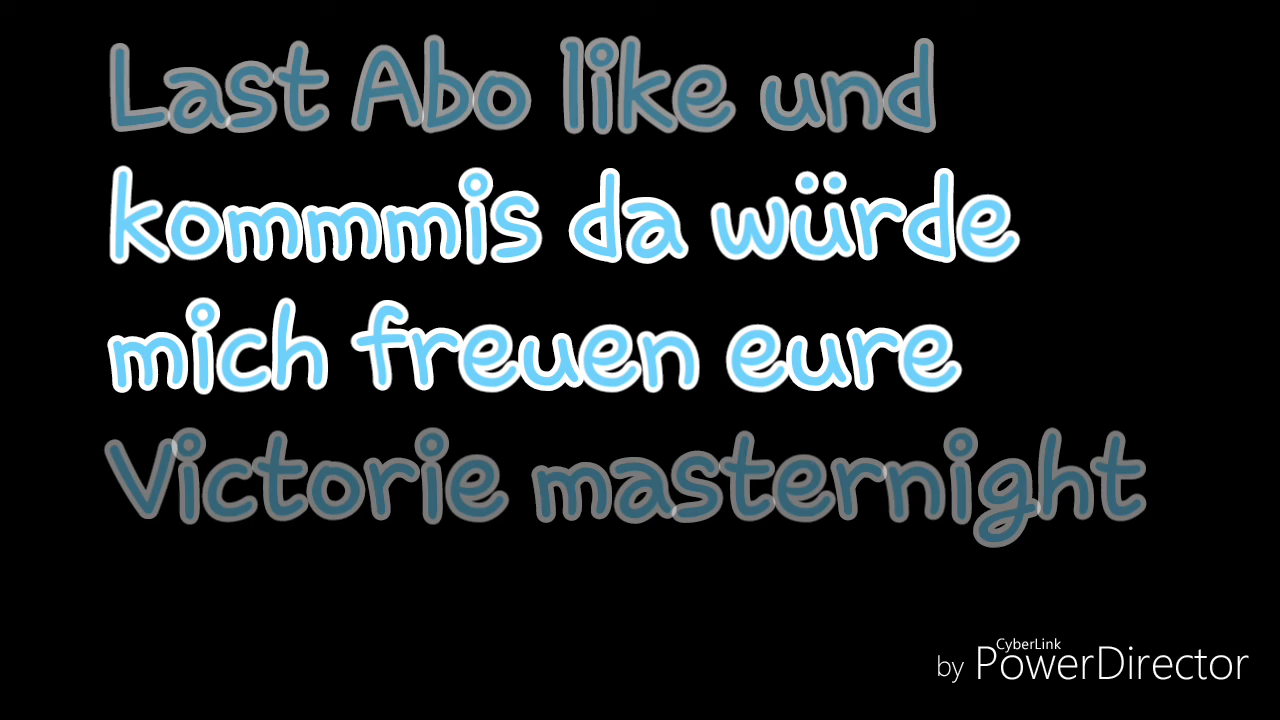 Last Abo like und
kommmis da würde
mich freuen eure
Victorie masternight
CyberLink
by PowerDirector